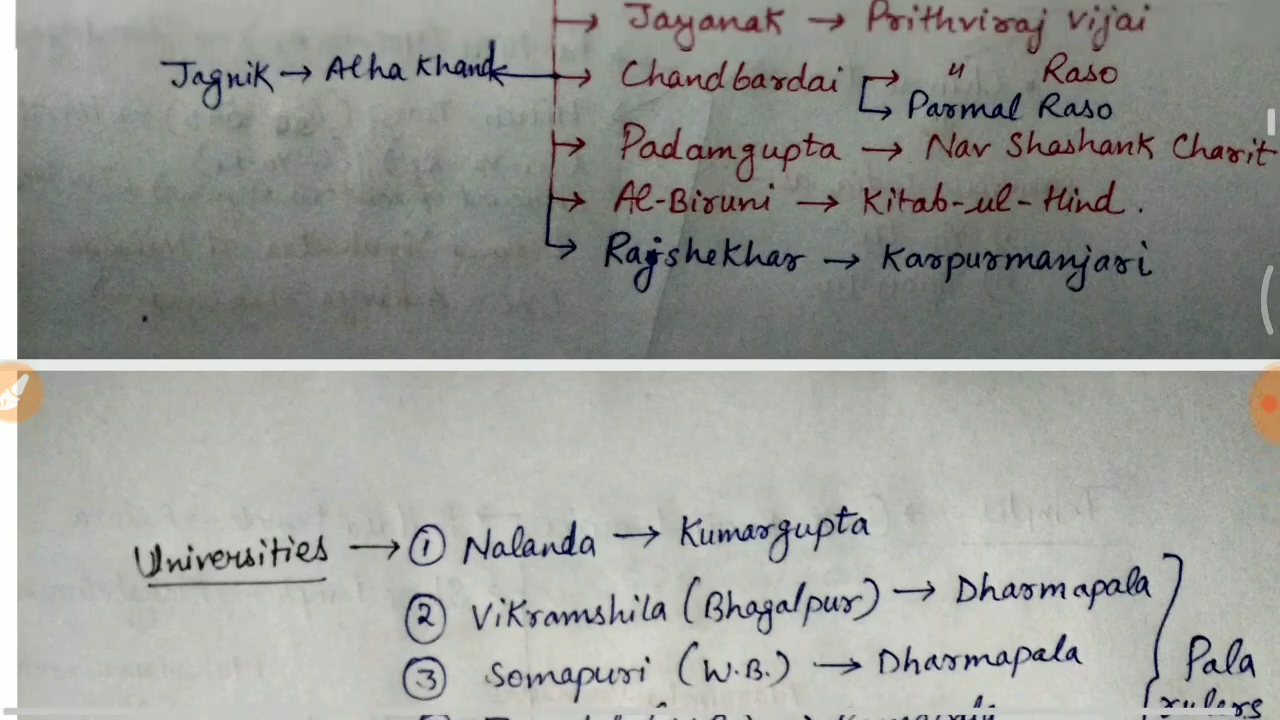 → Jayanak → Prithviraj Vijai
Jagnik → Alha Khand ← → Chandbardai → " Raso
→ Parmal Raso
→ Padamgupta → Nav Shashank Charit
→ Al-Biruni → Kitab-ul-Hind.
→ Rajshekhar → Karpurmanjari
Universities → ① Nalanda → Kumargupta
② Vikramshila (Bhagalpur) → Dharmapala
③ Somapuri (W.B.) → Dharmapala
Pala
rulers